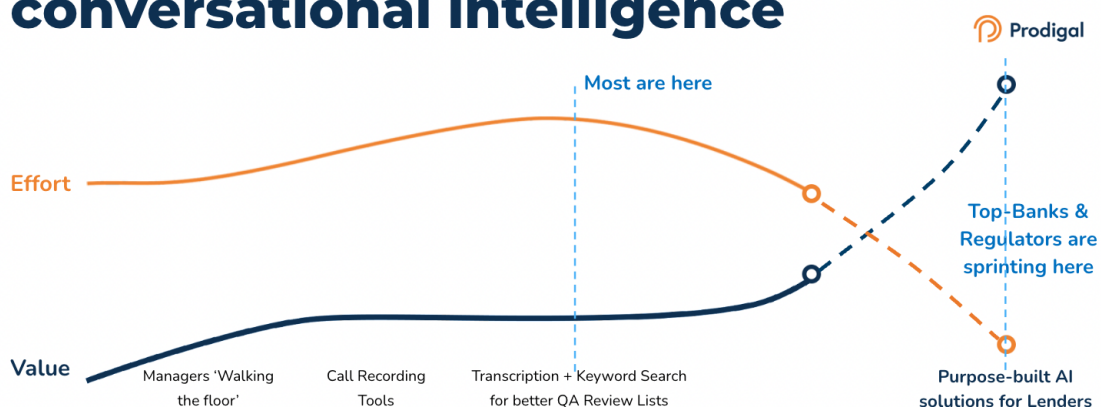 conversational intelligence
Prodigal
Most are here
Effort
Top-Banks &
Regulators are
sprinting here
Value
Managers ‘Walking
the floor’
Call Recording
Tools
Transcription + Keyword Search
for better QA Review Lists
Purpose-built AI
solutions for Lenders